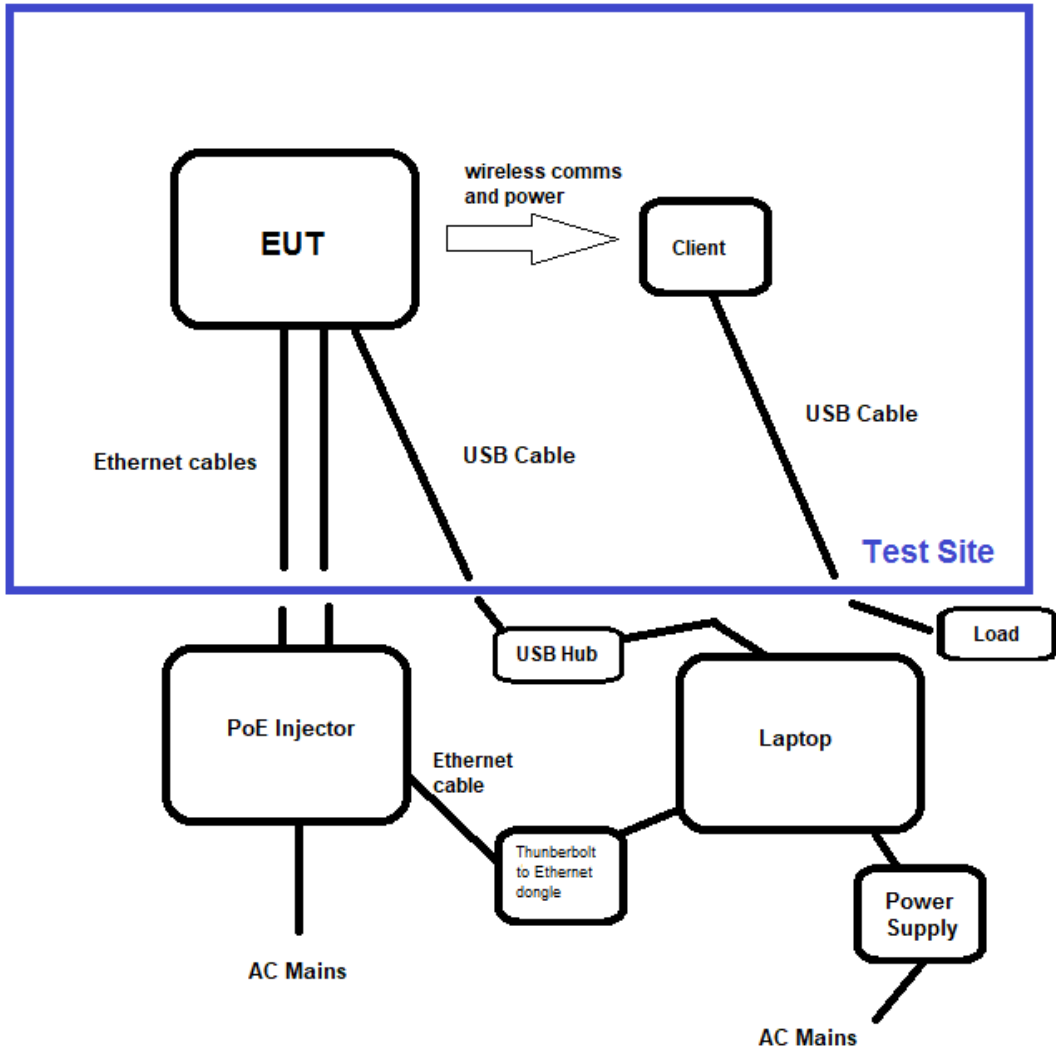 wireless comms
and power
EUT
Client
USB Cable
Ethernet cables
USB Cable
Test Site
Load
USB Hub
PoE Injector
Laptop
Ethernet
cable
Thunderbolt
to Ethernet
dongle
Power
Supply
AC Mains
AC Mains